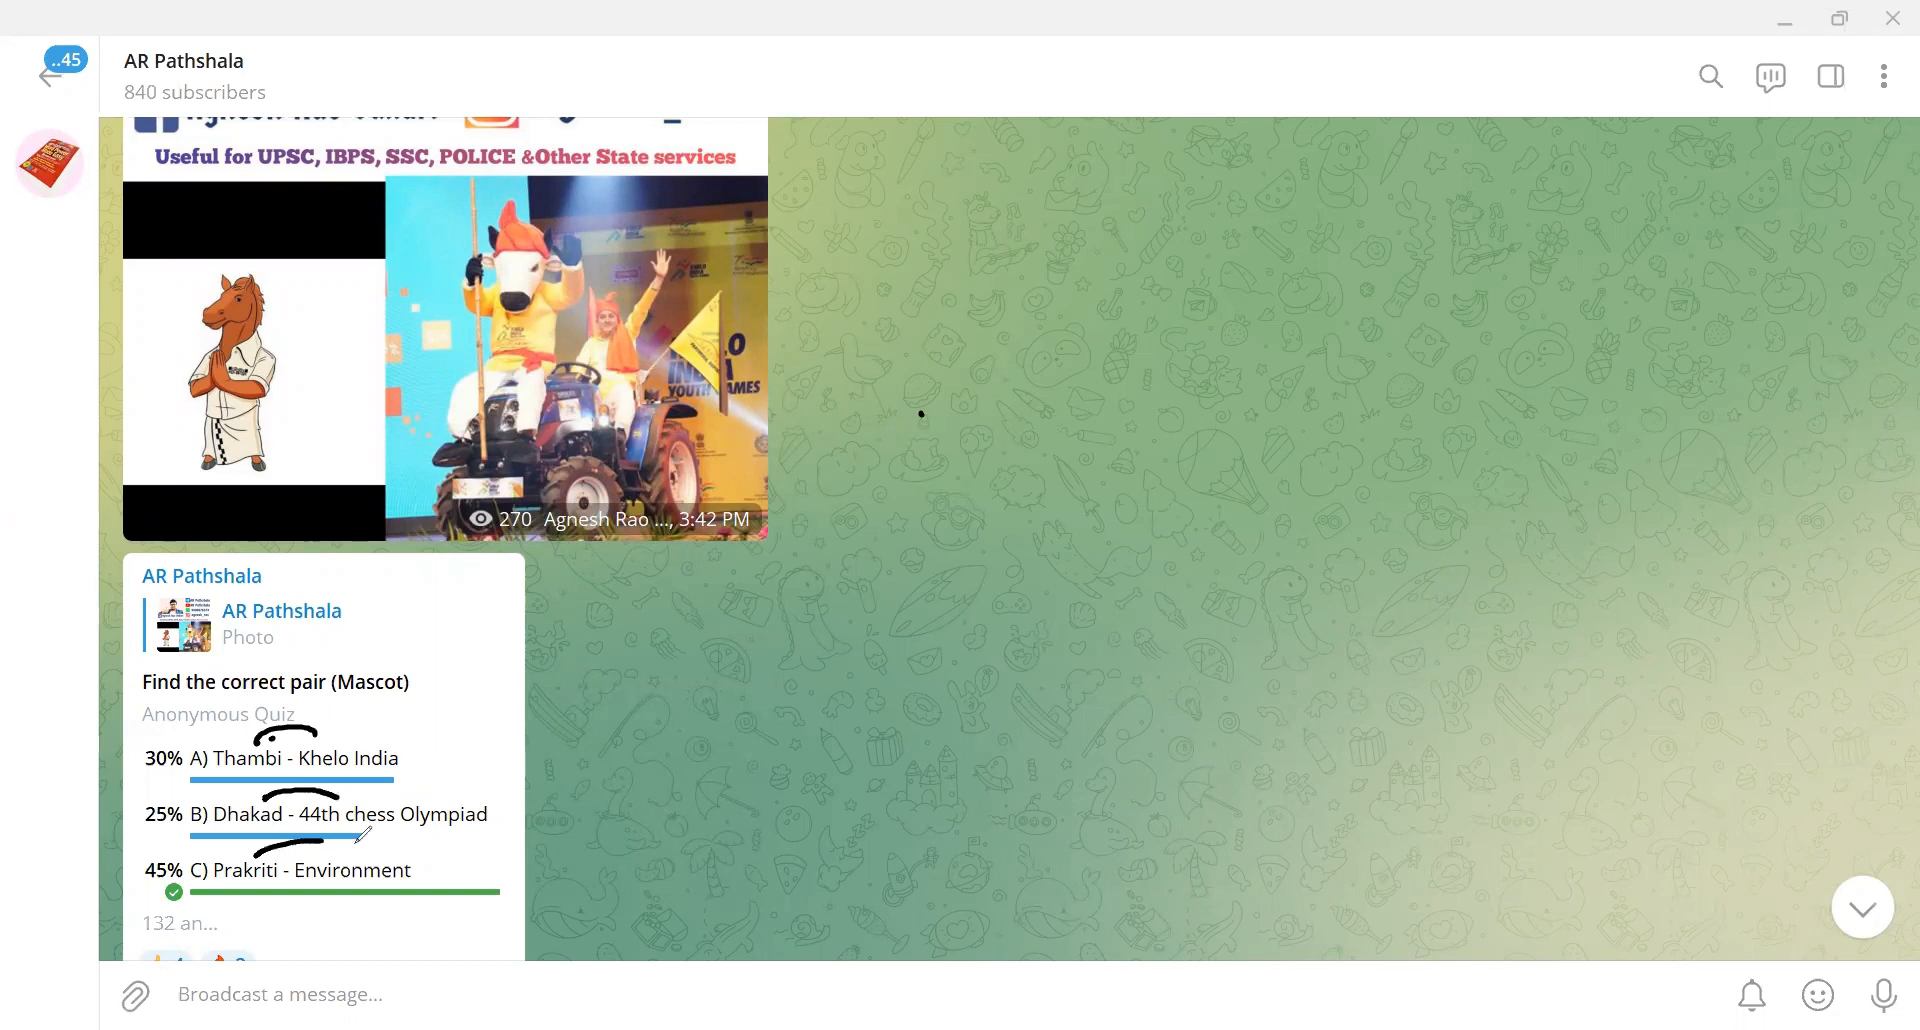 ..45
AR Pathshala
840 subscribers
Useful for UPSC, IBPS, SSC, POLICE &Other State services
YOUTH GAMES
270 Agnesh Rao ..., 3:42 PM
AR Pathshala
AR Pathshala
Photo
Find the correct pair (Mascot)
Anonymous Quiz
30% A) Thambi - Khelo India
25% B) Dhakad - 44th chess Olympiad
45% C) Prakriti - Environment
132 an...
Broadcast a message...